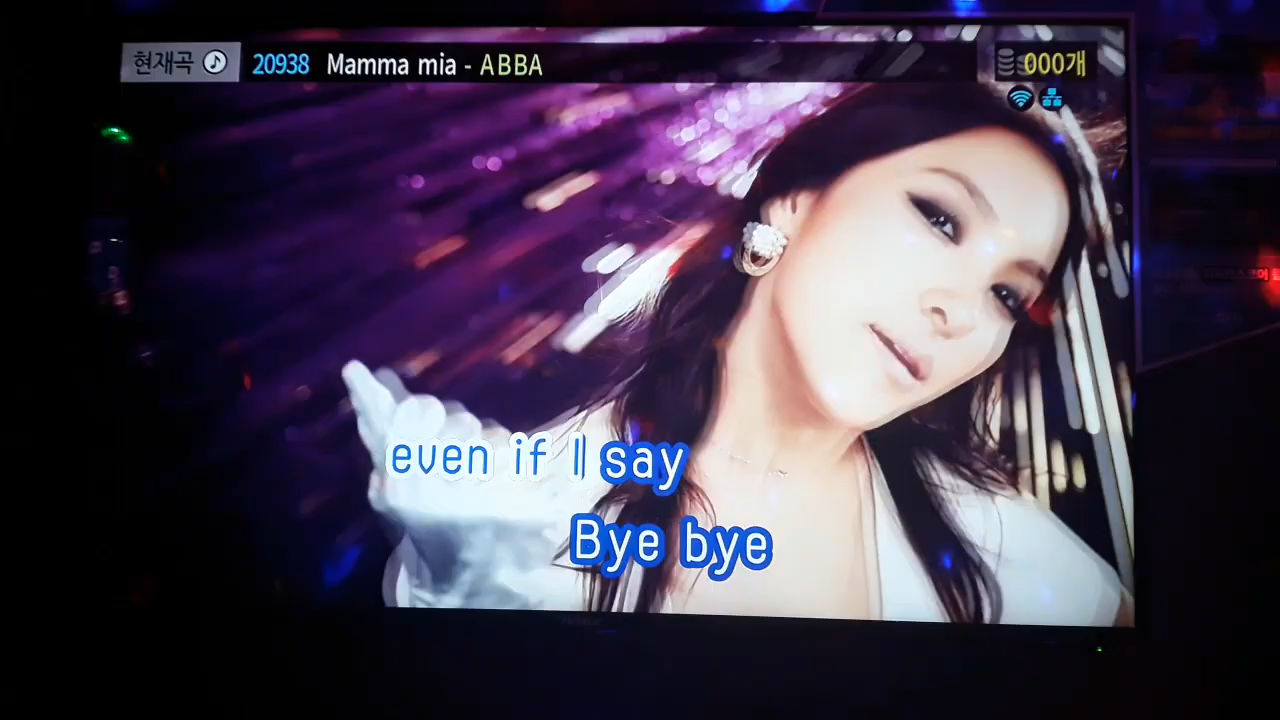 현재곡 20938 Mamma mia - ABBA 000개
even if I say
Bye bye